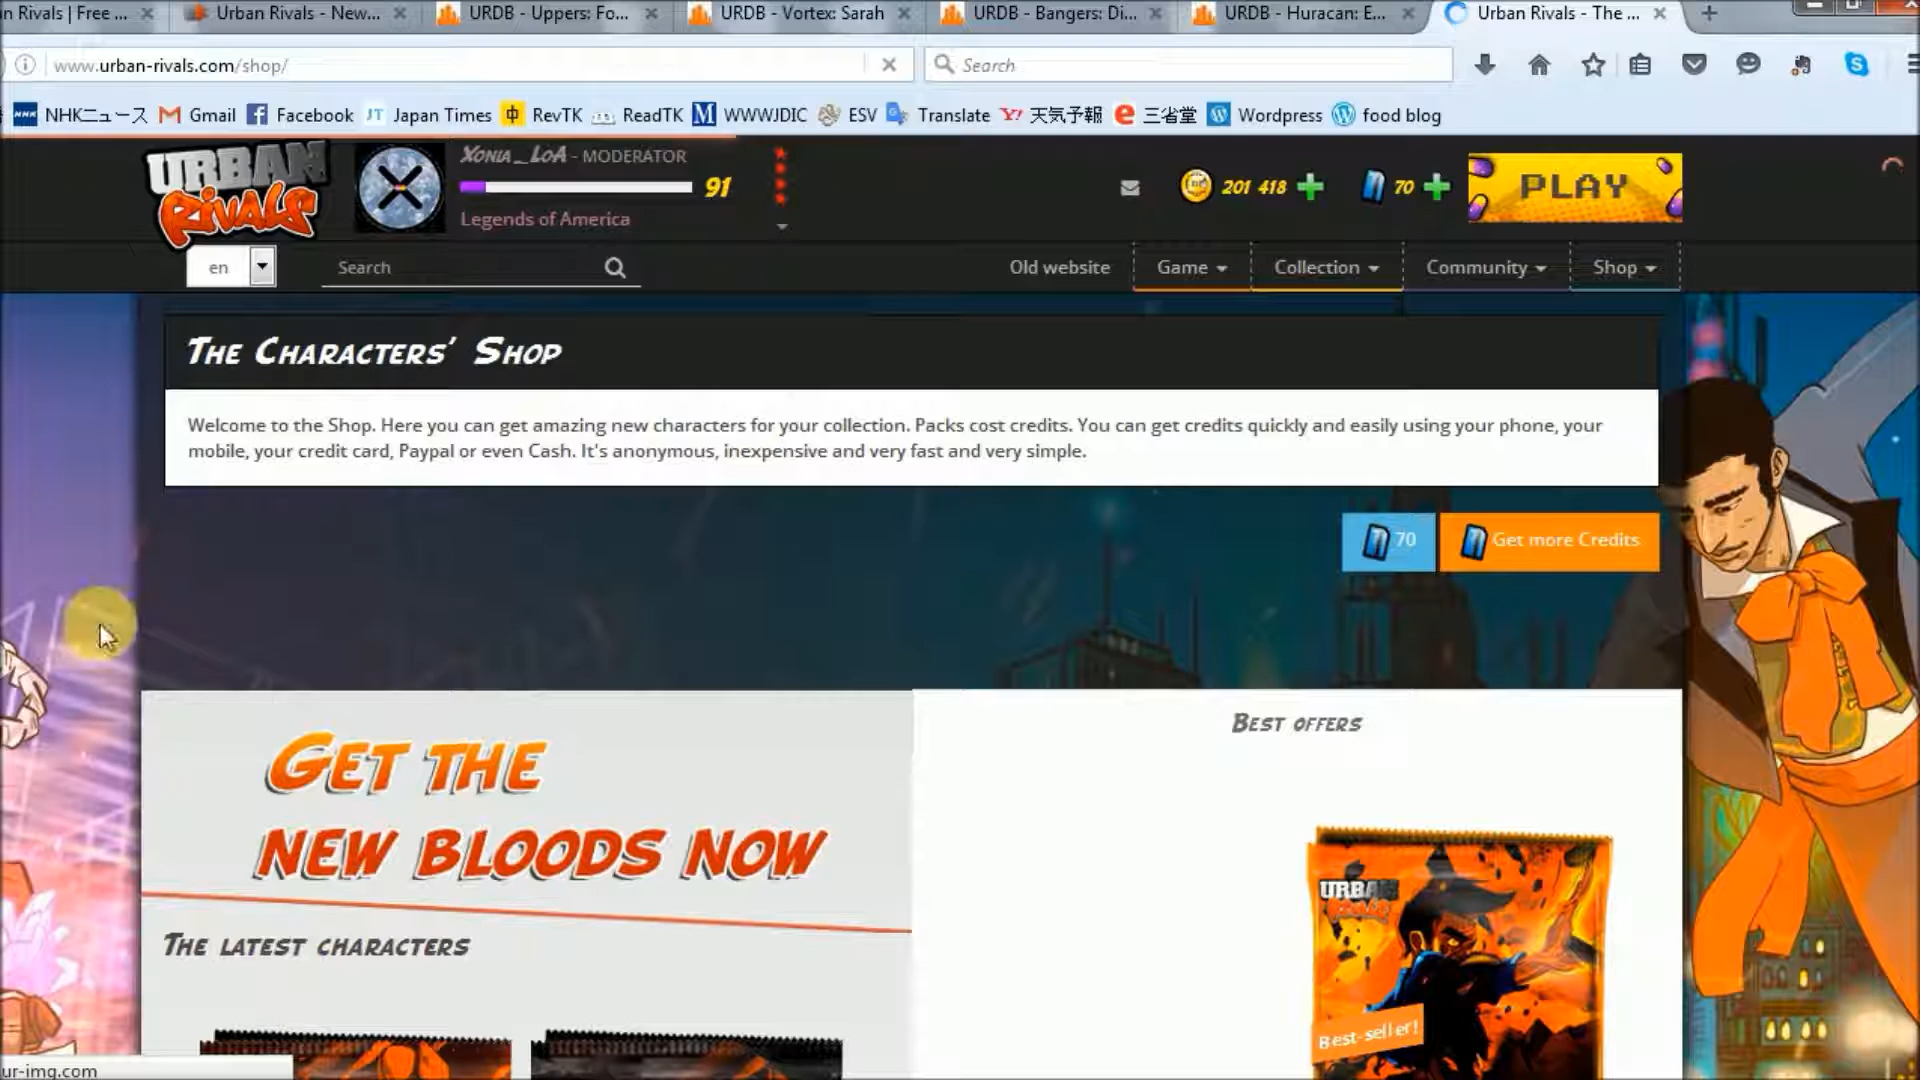 n Rivals | Free ...
Urban Rivals - New...
URDB - Uppers: Fo...
URDB - Vortex: Sarah
URDB - Bangers: Di...
URDB - Huracan: E...
Urban Rivals - The ...
www.urban-rivals.com/shop/
Search
NHKニュース
Gmail
Facebook
JT Japan Times
中 RevTK
ReadTK
M WWWJDIC
ESV
Translate
Y! 天気予報
e 三省堂
Wordpress
food blog
URBAN RIVALS
XONIA_LOA - MODERATOR
91
Legends of America
201 418
70
PLAY
en
Search
Old website
Game
Collection
Community
Shop
THE CHARACTERS' SHOP
Welcome to the Shop. Here you can get amazing new characters for your collection. Packs cost credits. You can get credits quickly and easily using your phone, your
mobile, your credit card, Paypal or even Cash. It's anonymous, inexpensive and very fast and very simple.
70
Get more Credits
GET THE
NEW BLOODS NOW
BEST OFFERS
THE LATEST CHARACTERS
URBAN RIVALS
Best-seller!
ur-img.com